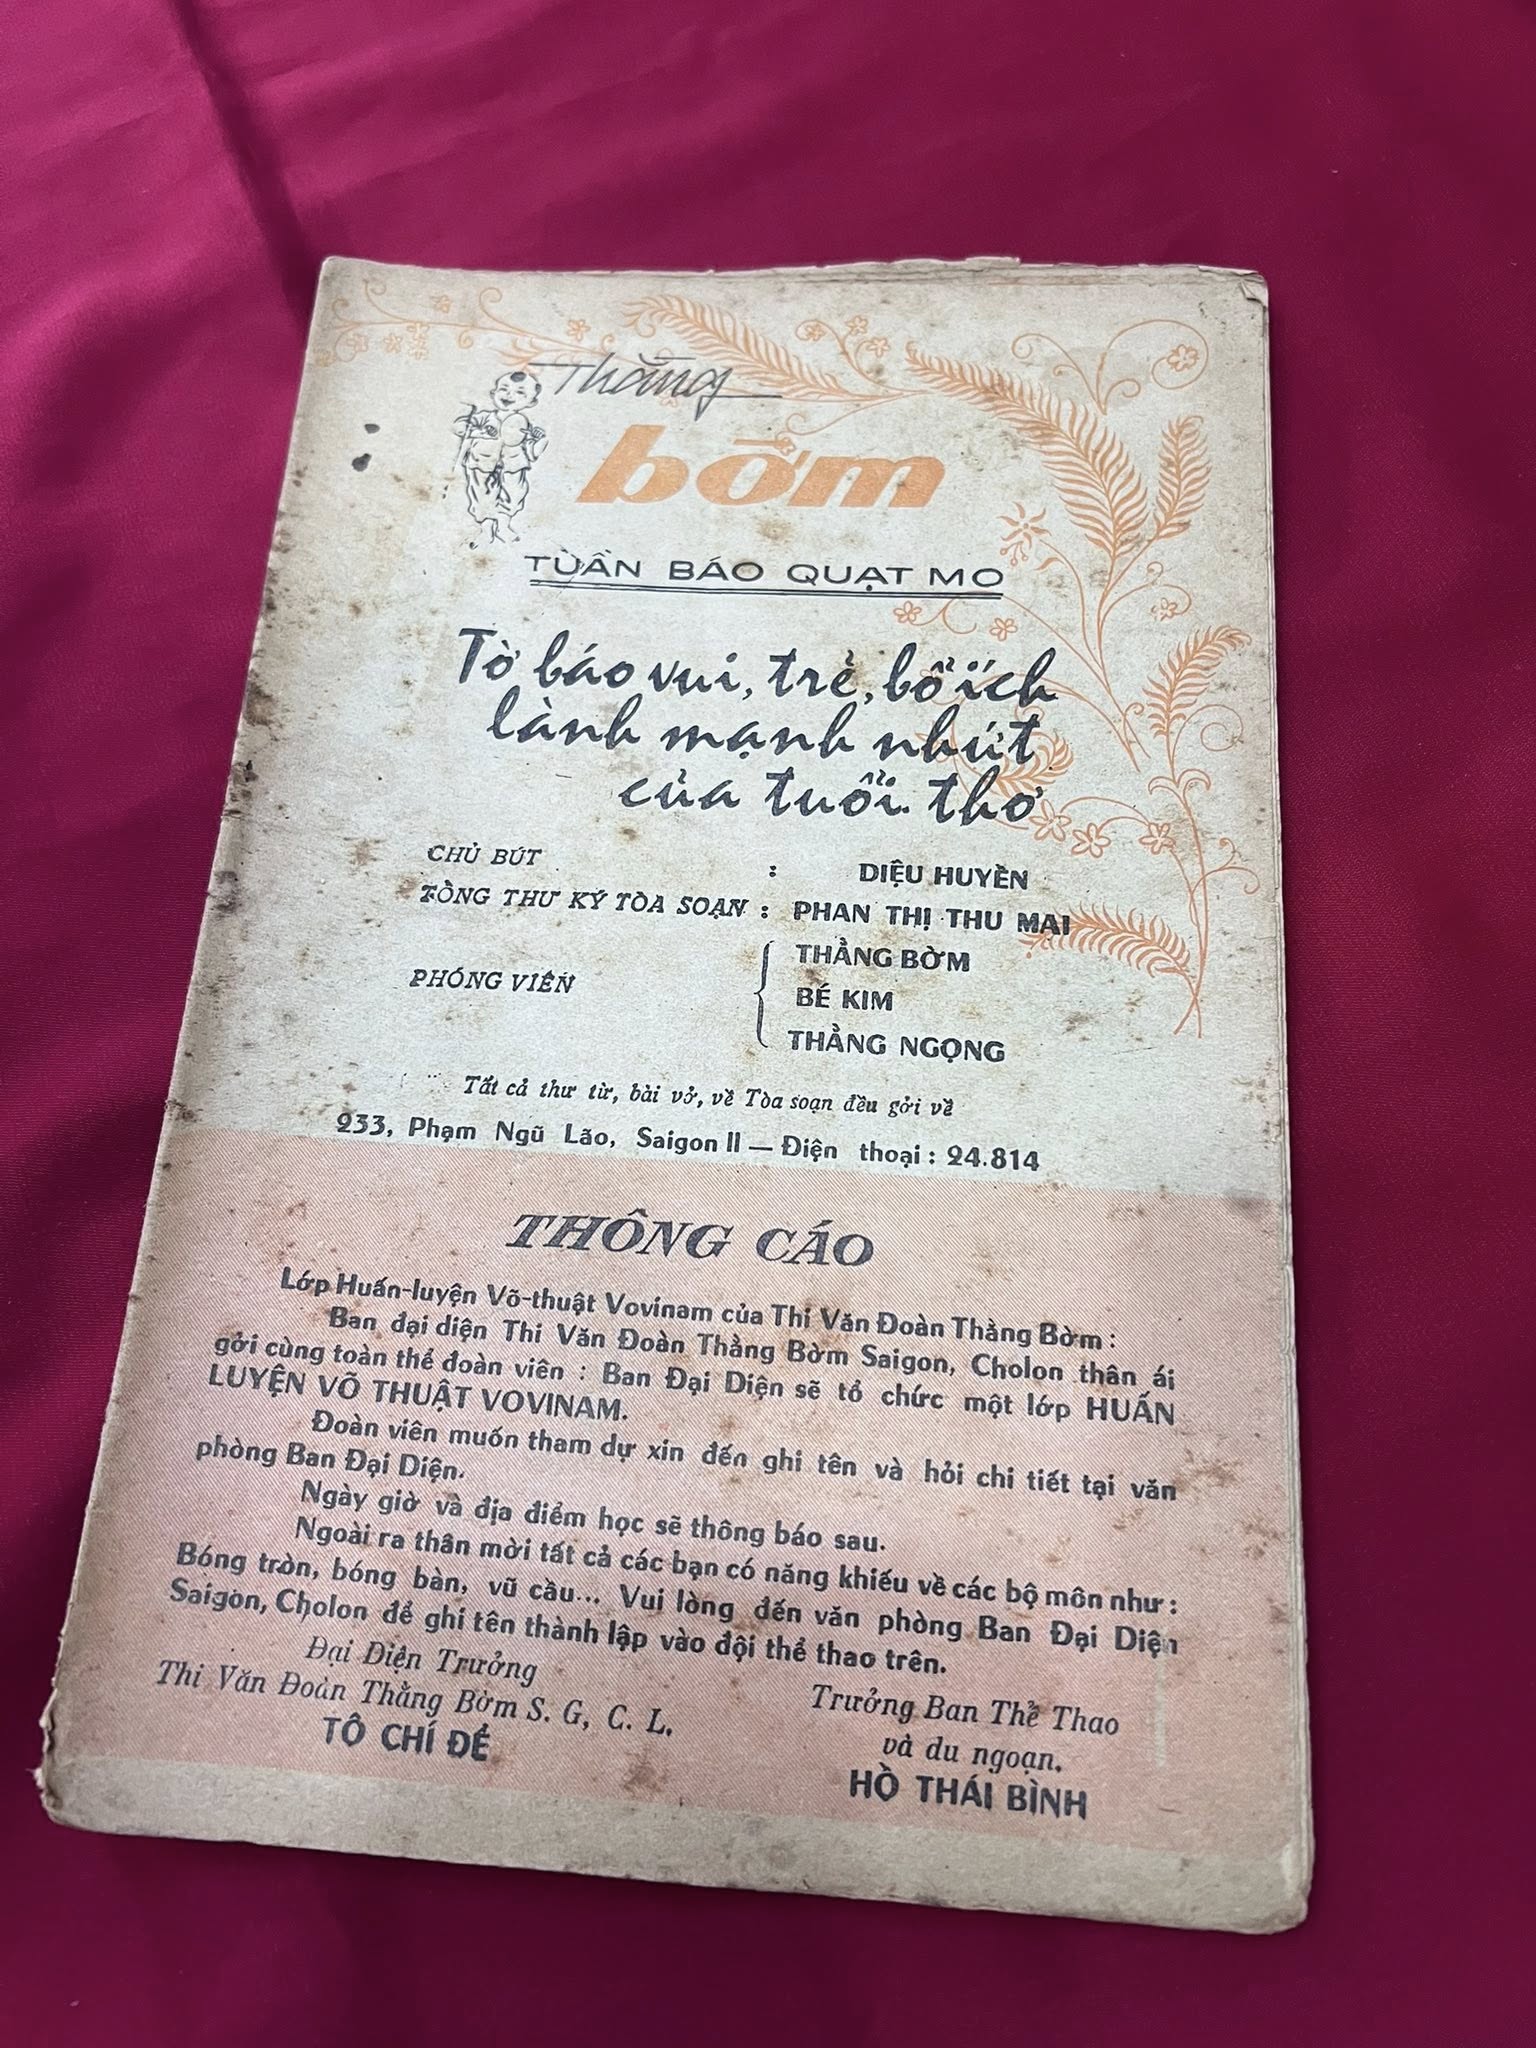 Thằng
bờm
TUẦN BÁO QUẠT MO
Tờ báo vui, trẻ, bổ ích
lành mạnh nhứt
của tuổi thơ
CHỦ BÚT : DIỆU HUYỀN
TỔNG THƯ KÝ TÒA SOẠN : PHAN THỊ THU MAI
THẰNG BỜM
PHÓNG VIÊN BÉ KIM
THẰNG NGỌNG
Tất cả thư từ, bài vở, về Tòa soạn đều gởi về
233, Phạm Ngũ Lão, Saigon II — Điện thoại : 24.814
THÔNG CÁO
Lớp Huấn-luyện Võ-thuật Vovinam của Thi Văn Đoàn Thằng Bờm :
Ban đại diện Thi Văn Đoàn Thằng Bờm Saigon, Cholon thân ái
gởi cùng toàn thể đoàn viên : Ban Đại Diện sẽ tổ chức một lớp HUẤN
LUYỆN VÕ THUẬT VOVINAM.
Đoàn viên muốn tham dự xin đến ghi tên và hỏi chi tiết tại văn
phòng Ban Đại Diện.
Ngày giờ và địa điểm học sẽ thông báo sau.
Ngoài ra thân mời tất cả các bạn có năng khiếu về các bộ môn như :
Bóng tròn, bóng bàn, vũ cầu... Vui lòng đến văn phòng Ban Đại Diện
Saigon, Cholon để ghi tên thành lập vào đội thể thao trên.
Đại Diện Trưởng
Thi Văn Đoàn Thằng Bờm S. G, C. L.
TÔ CHÍ ĐỂ
Trưởng Ban Thể Thao
và du ngoạn.
HỒ THÁI BÌNH